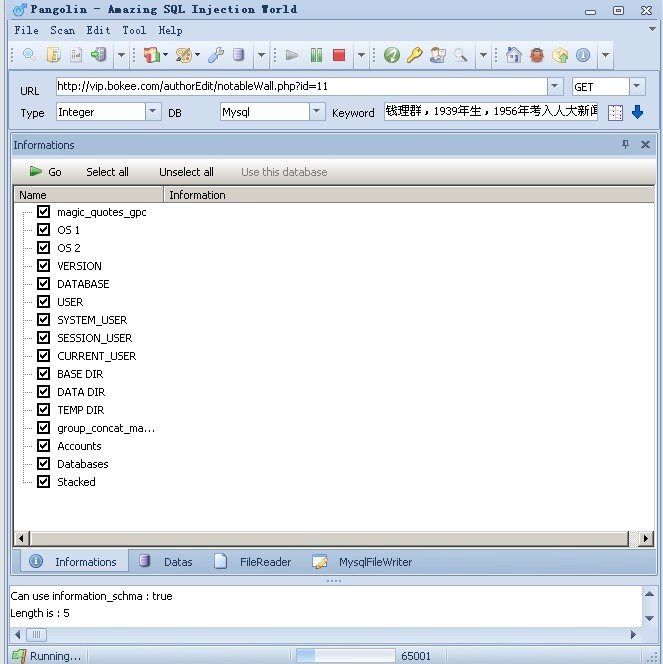 Pangolin - Amazing SQL Injection World
File Scan Edit Tool Help
URL http://vip.bokee.com/authorEdit/notableWall.php?id=11 GET
Type Integer DB Mysql Keyword 钱理群，1939年生，1956年考入人大新闻
Informations
Go Select all Unselect all Use this database
Name Information
magic_quotes_gpc
OS 1
OS 2
VERSION
DATABASE
USER
SYSTEM_USER
SESSION_USER
CURRENT_USER
BASE DIR
DATA DIR
TEMP DIR
group_concat_ma...
Accounts
Databases
Stacked
Informations Datas FileReader MysqlFileWriter
Can use information_schma : true
Length is : 5
Running... 65001